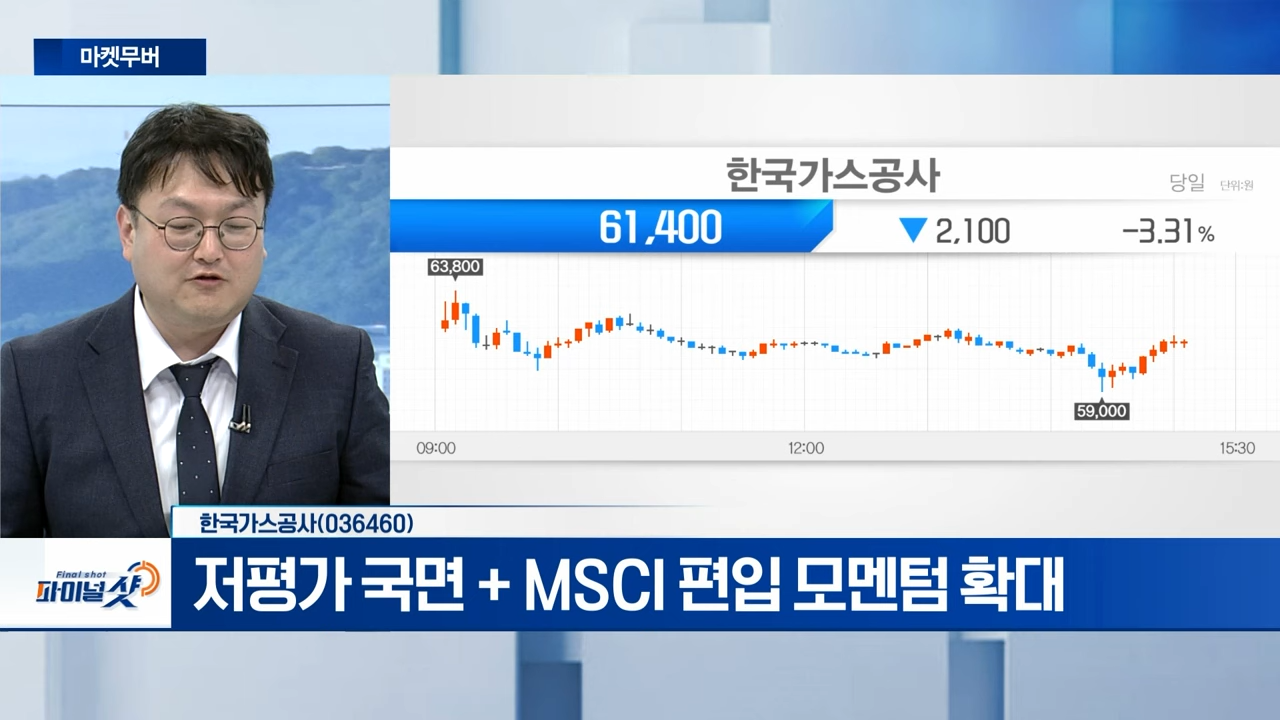 마켓무버
한국가스공사
당일 단위:원
61,400 ▼ 2,100 -3.31%
63,800
59,000
09:00 12:00 15:30
한국가스공사(036460)
Final shot
파이널샷
저평가 국면 + MSCI 편입 모멘텀 확대